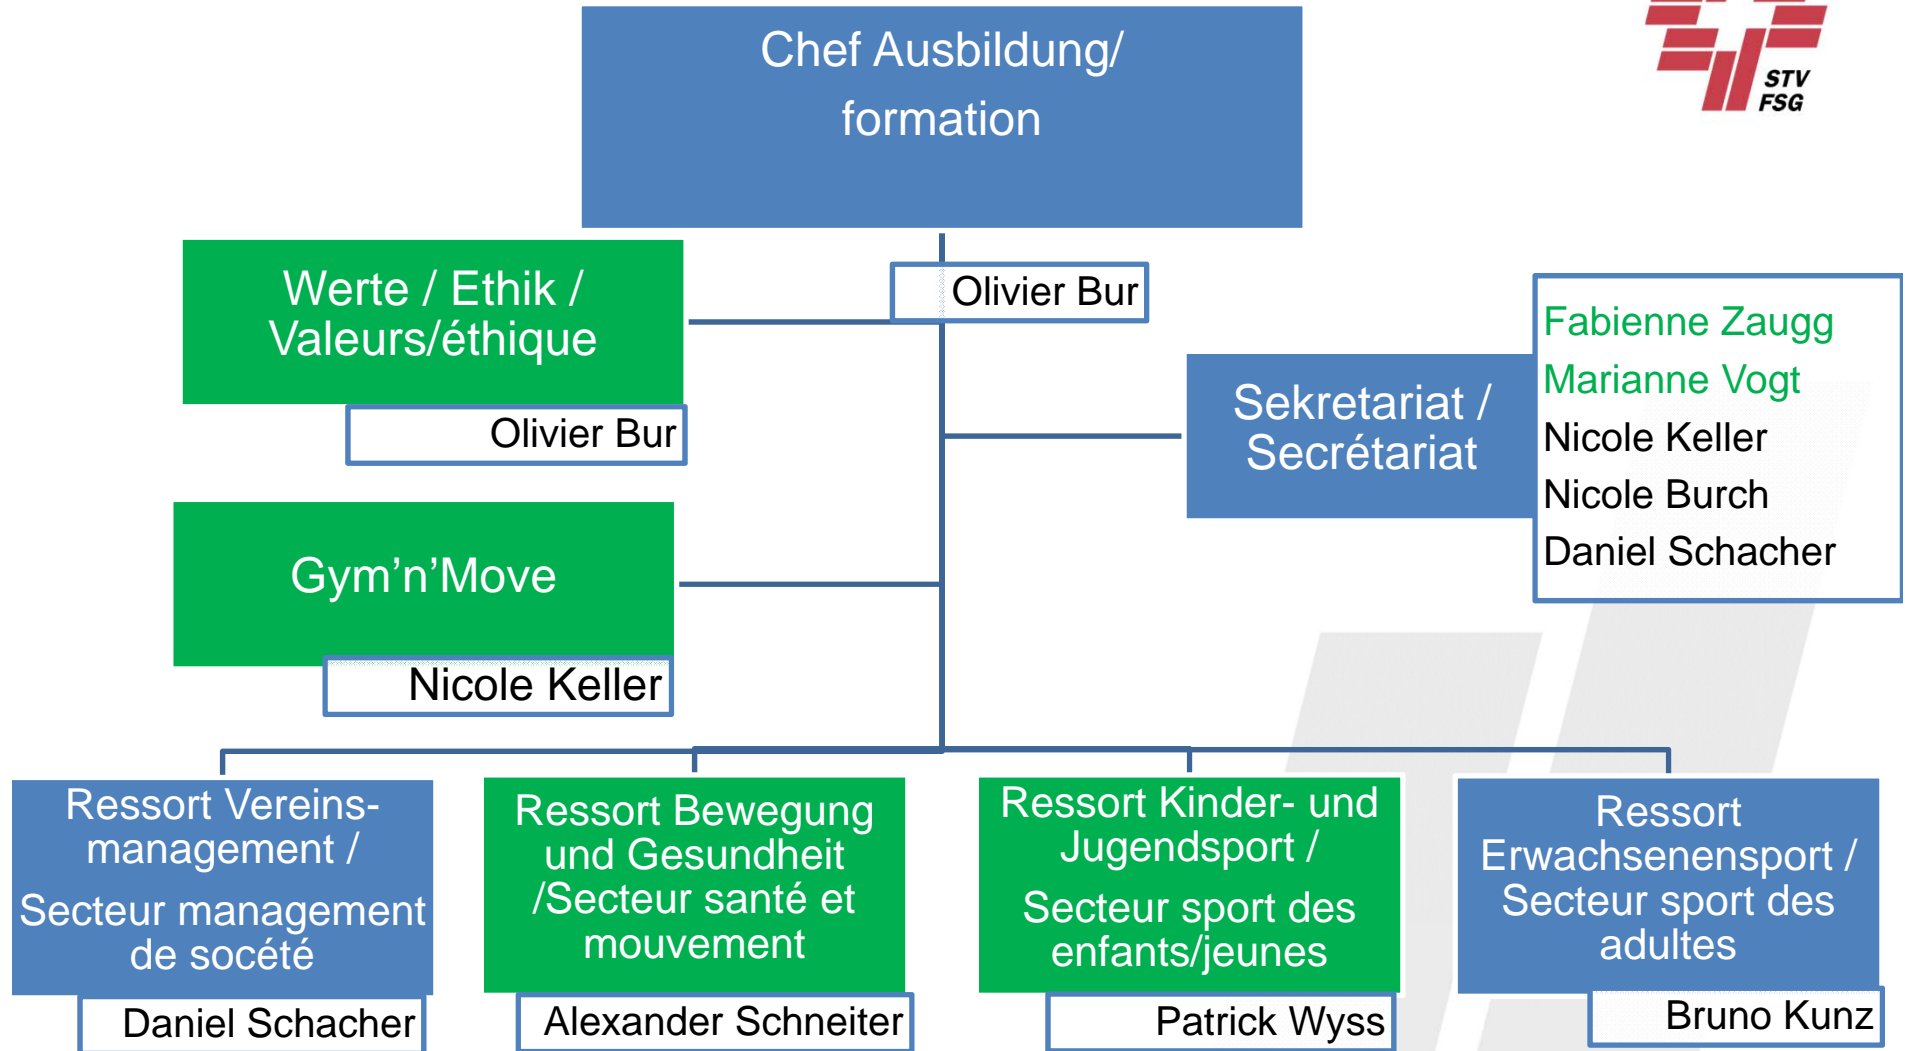 Chef Ausbildung/
formation
STV
FSG
Olivier Bur
Werte / Ethik /
Valeurs/éthique
Olivier Bur
Sekretariat /
Secrétariat
Fabienne Zaugg
Marianne Vogt
Nicole Keller
Nicole Burch
Daniel Schacher
Gym’n’Move
Nicole Keller
Ressort Vereins-
management /
Secteur management
de socété
Daniel Schacher
Ressort Bewegung
und Gesundheit
/Secteur santé et
mouvement
Alexander Schneiter
Ressort Kinder- und
Jugendsport /
Secteur sport des
enfants/jeunes
Patrick Wyss
Ressort
Erwachsenensport /
Secteur sport des
adultes
Bruno Kunz